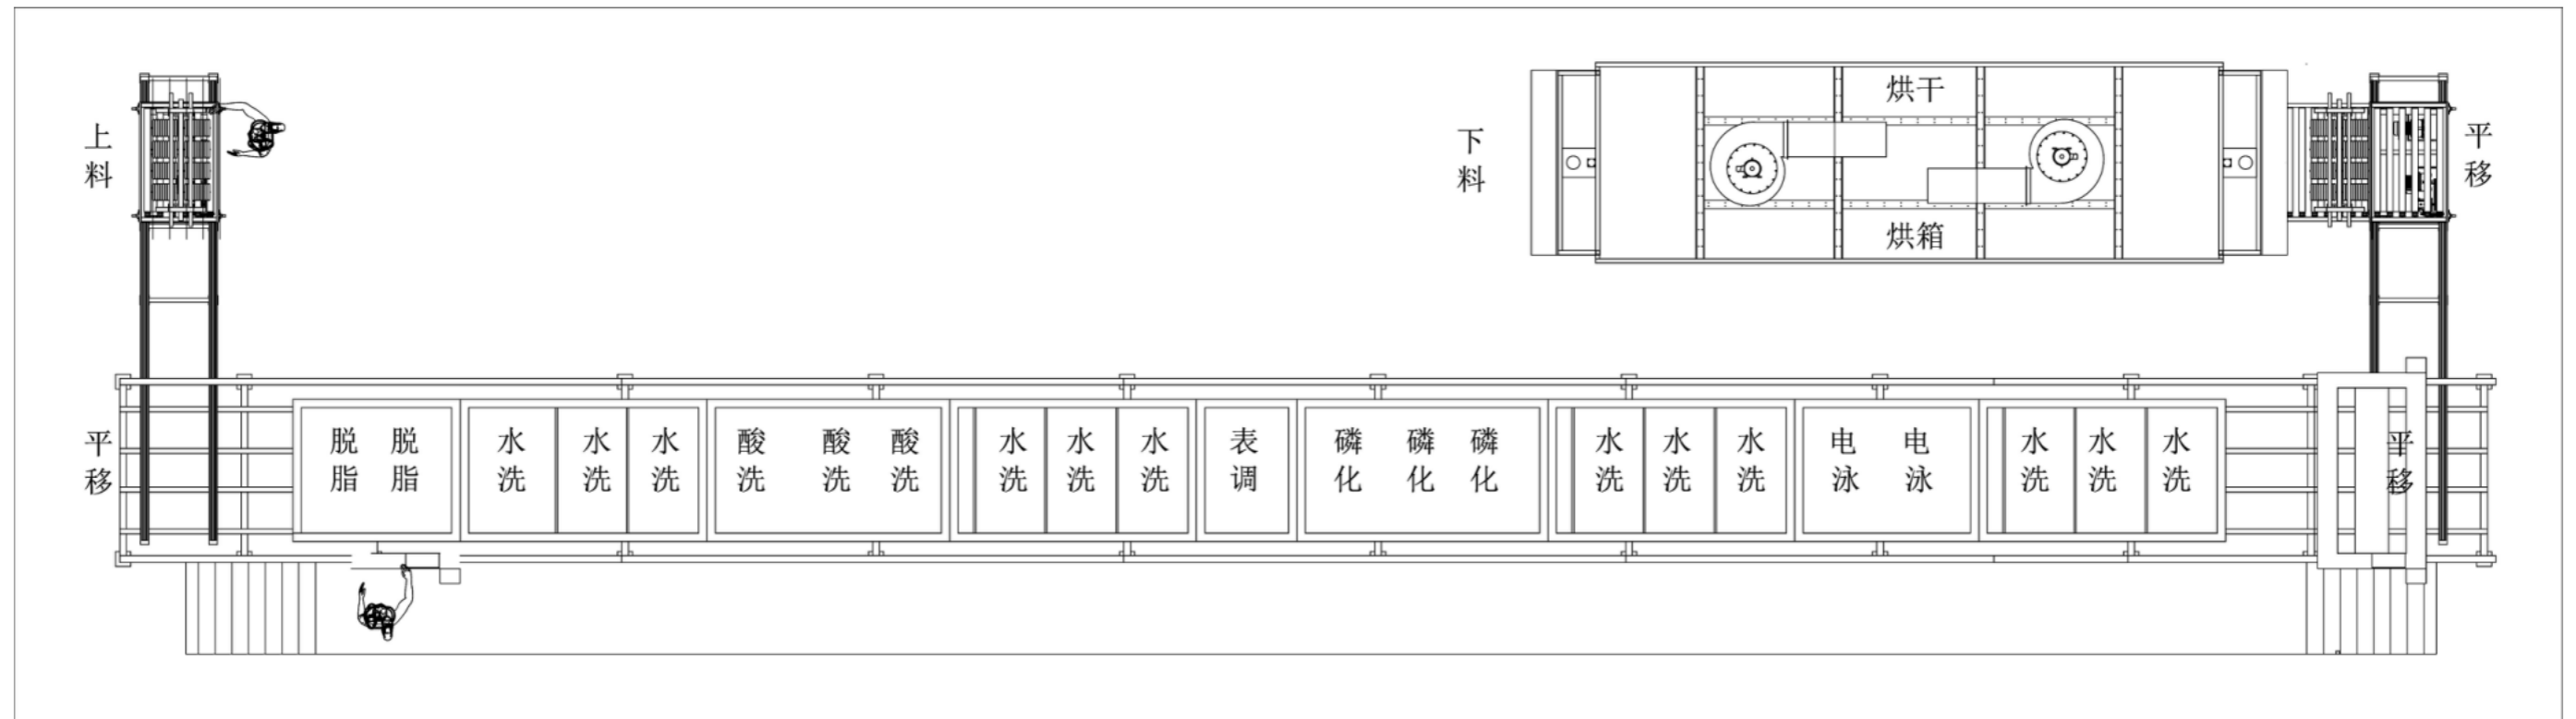 上料
下料
烘干
烘箱
平移
平移
脱脂
脱脂
水洗
水洗
水洗
酸洗
酸洗
酸洗
水洗
水洗
水洗
表调
磷化
磷化
磷化
水洗
水洗
水洗
电泳
电泳
水洗
水洗
水洗
平移